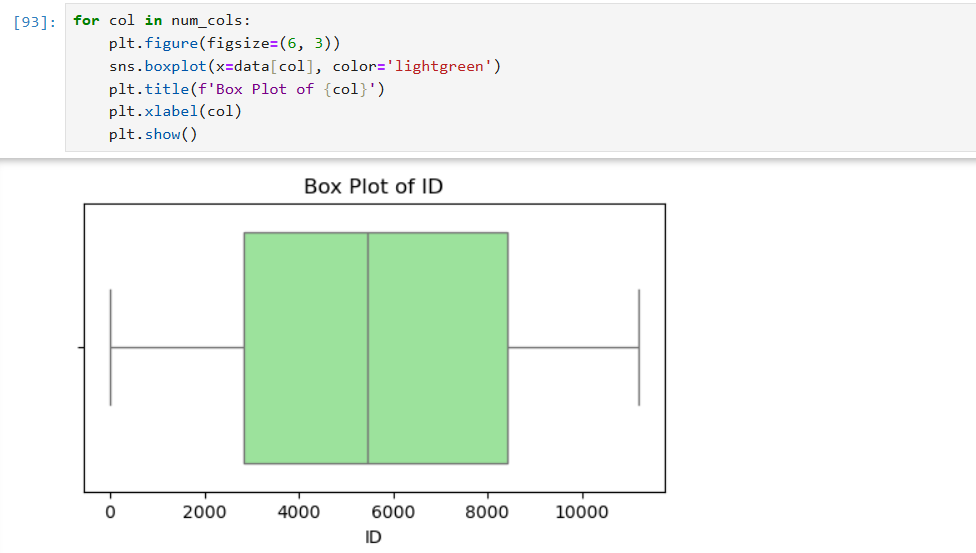 [93]: for col in num_cols:
    plt.figure(figsize=(6, 3))
    sns.boxplot(x=data[col], color='lightgreen')
    plt.title(f'Box Plot of {col}')
    plt.xlabel(col)
    plt.show()
Box Plot of ID
0 2000 4000 6000 8000 10000
ID